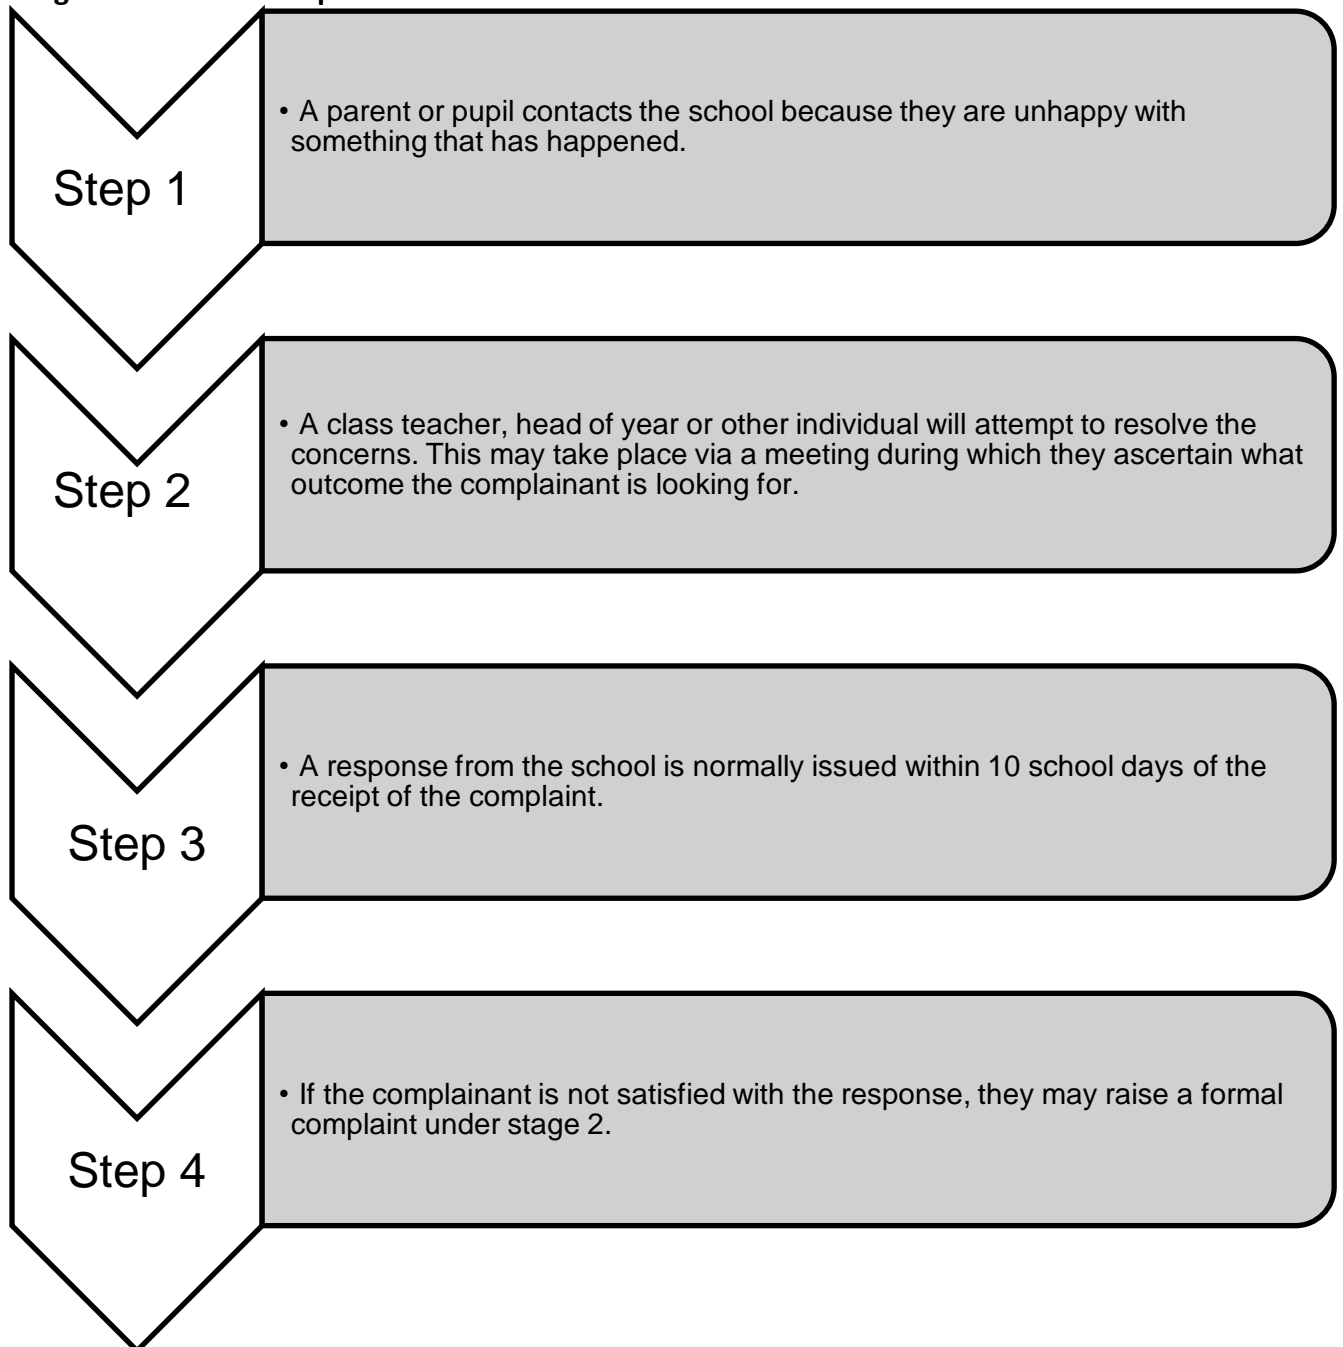 Step 1
• A parent or pupil contacts the school because they are unhappy with
something that has happened.
Step 2
• A class teacher, head of year or other individual will attempt to resolve the
concerns. This may take place via a meeting during which they ascertain what
outcome the complainant is looking for.
Step 3
• A response from the school is normally issued within 10 school days of the
receipt of the complaint.
Step 4
• If the complainant is not satisfied with the response, they may raise a formal
complaint under stage 2.